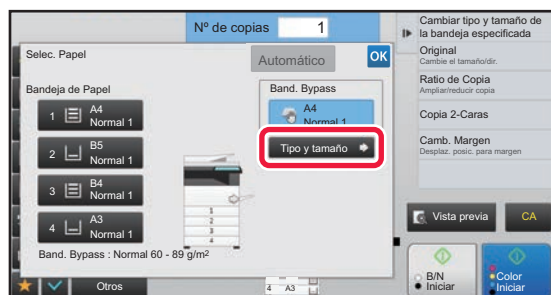 Nº de copias 1
Selec. Papel
Automático
OK
Bandeja de Papel
1 A4
Normal 1
2 B5
Normal 1
3 B4
Normal 1
4 A3
Normal 1
Band. Bypass
A4
Normal 1
Tipo y tamaño
1
2
3
4
Band. Bypass : Normal 60 - 89 g/m²
Otros
4 A3
Cambiar tipo y tamaño de
la bandeja especificada
Original
Cambie el tamaño/dir.
Ratio de Copia
Ampliar/reducir copia
Copia 2-Caras
Camb. Margen
Desplaz. posic. para margen
Vista previa
CA
B/N
Iniciar
Color
Iniciar